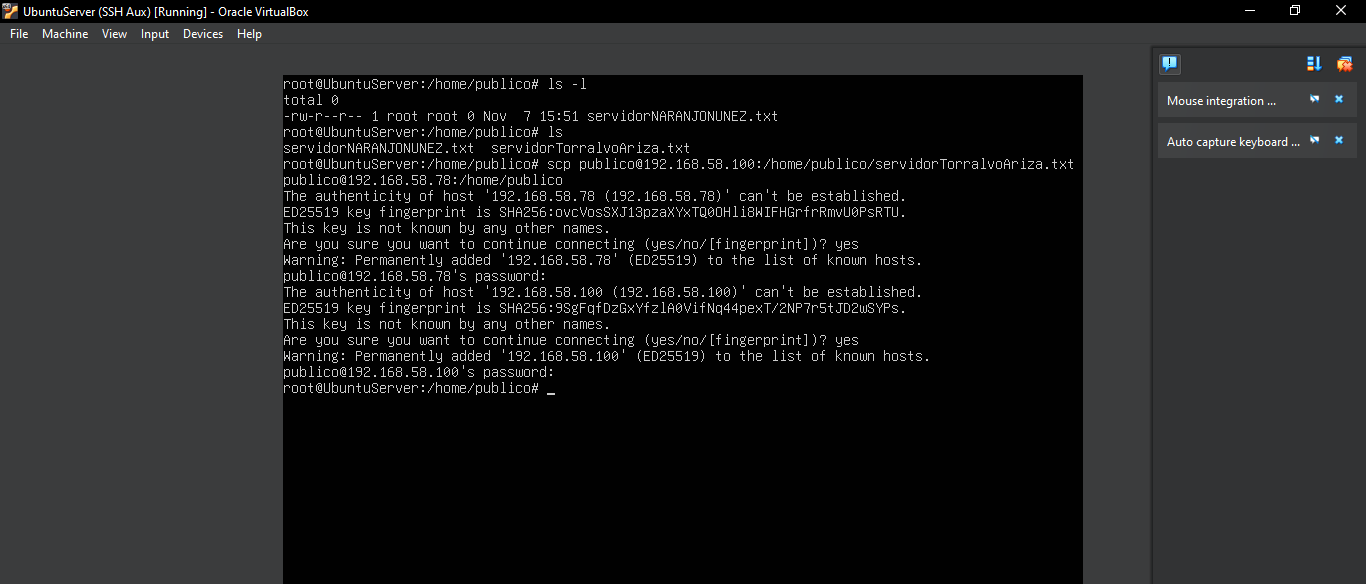 UbuntuServer (SSH Aux) [Running] - Oracle VirtualBox
File Machine View Input Devices Help
root@UbuntuServer:/home/publico# ls -l
total 0
-rw-r--r-- 1 root root 0 Nov  7 15:51 servidorNARANJONUNEZ.txt
root@UbuntuServer:/home/publico# ls
servidorNARANJONUNEZ.txt  servidorTorralvoAriza.txt
root@UbuntuServer:/home/publico# scp publico@192.168.58.100:/home/publico/servidorTorralvoAriza.txt
publico@192.168.58.78:/home/publico
The authenticity of host '192.168.58.78 (192.168.58.78)' can't be established.
ED25519 key fingerprint is SHA256:ovcVosSXJ13pzaXYxTQ0OHli8WIFHGrfrRmvU0PsRTU.
This key is not known by any other names.
Are you sure you want to continue connecting (yes/no/[fingerprint])? yes
Warning: Permanently added '192.168.58.78' (ED25519) to the list of known hosts.
publico@192.168.58.78's password:
The authenticity of host '192.168.58.100 (192.168.58.100)' can't be established.
ED25519 key fingerprint is SHA256:9SgFqfDzGxYfzlA0VifNq44pexT/2NP7r5tJD2wSYPs.
This key is not known by any other names.
Are you sure you want to continue connecting (yes/no/[fingerprint])? yes
Warning: Permanently added '192.168.58.100' (ED25519) to the list of known hosts.
publico@192.168.58.100's password:
root@UbuntuServer:/home/publico# _
Mouse integration ...
Auto capture keyboard ...